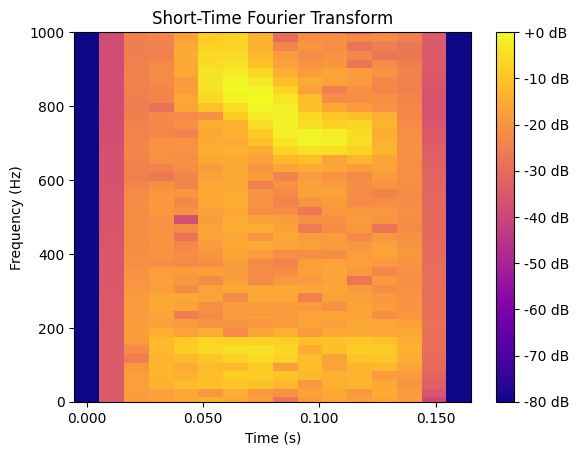 Short-Time Fourier Transform
1000
800
600
400
200
0
Frequency (Hz)
0.000
0.050
0.100
0.150
Time (s)
+0 dB
-10 dB
-20 dB
-30 dB
-40 dB
-50 dB
-60 dB
-70 dB
-80 dB